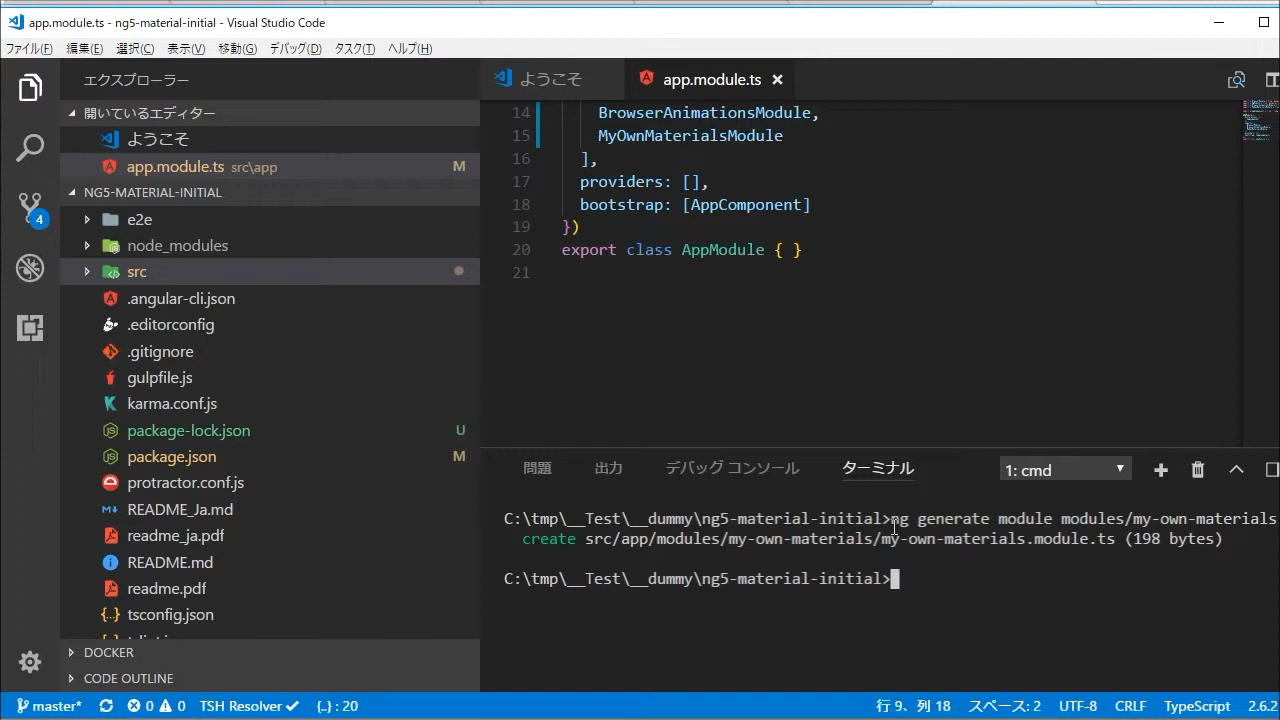 app.module.ts - ng5-material-initial - Visual Studio Code
ファイル(F) 編集(E) 選択(C) 表示(V) 移動(G) デバッグ(D) タスク(T) ヘルプ(H)
エクスプローラー
開いているエディター
ようこそ
app.module.ts src\app M
NG5-MATERIAL-INITIAL
e2e
node_modules
src
.angular-cli.json
.editorconfig
.gitignore
gulpfile.js
karma.conf.js
package-lock.json U
package.json M
protractor.conf.js
README_Ja.md
readme_ja.pdf
README.md
readme.pdf
tsconfig.json
DOCKER
CODE OUTLINE
4
ようこそ app.module.ts
14 BrowserAnimationsModule,
15 MyOwnMaterialsModule
16 ],
17 providers: [],
18 bootstrap: [AppComponent]
19 })
20 export class AppModule { }
21
問題 出力 デバッグ コンソール ターミナル 1: cmd
C:\tmp\__Test\__dummy\ng5-material-initial>ng generate module modules/my-own-materials
create src/app/modules/my-own-materials/my-own-materials.module.ts (198 bytes)
C:\tmp\__Test\__dummy\ng5-material-initial>
master* 0 0 TSH Resolver {..} : 20 行 9、列 18 スペース: 2 UTF-8 CRLF TypeScript 2.6.2